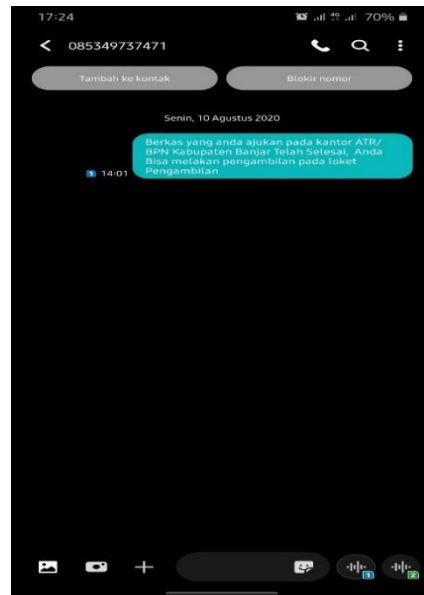 17:24
70%
085349737471
Tambah ke kontak
Blokir nomor
Senin, 10 Agustus 2020
Berkas yang anda ajukan pada kantor ATR/
BPN Kabupaten Banjar Telah Selesai, Anda
Bisa melakan pengambilan pada loket
Pengambilan
1 14:01
1
2